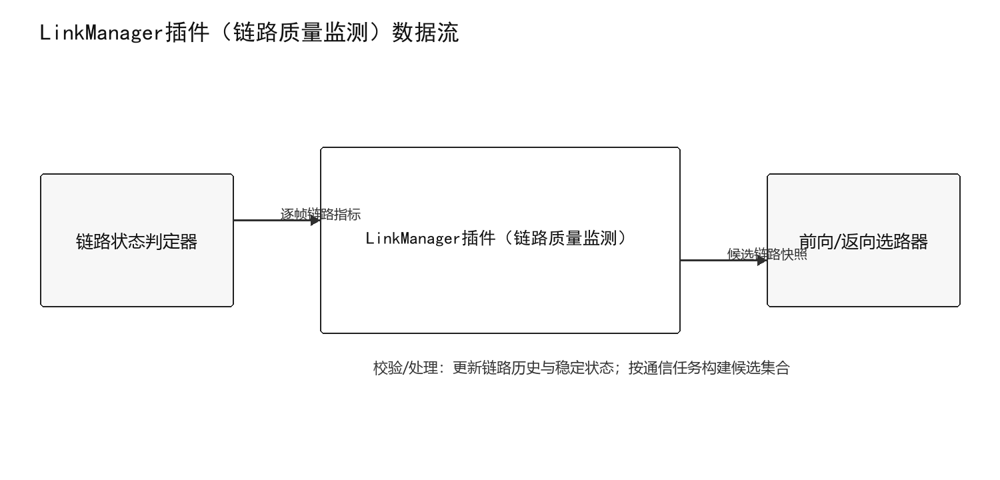 LinkManager插件（链路质量监测）数据流
逐帧链路指标
链路状态判定器
LinkManager插件（链路质量监测）
前向/返向选路器
候选链路快照
校验/处理：更新链路历史与稳定状态；按通信任务构建候选集合